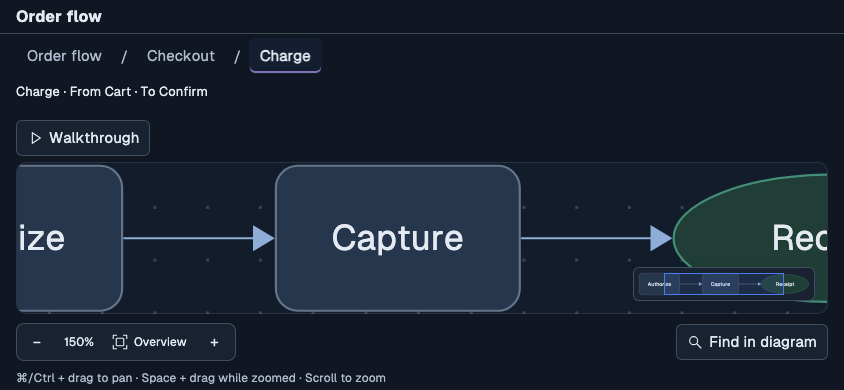 Order flow
Order flow / Checkout / Charge
Charge · From Cart · To Confirm
Walkthrough
ize Capture Rec
Authorize Capture Receipt
− 150% Overview +
Find in diagram
⌘/Ctrl + drag to pan · Space + drag while zoomed · Scroll to zoom